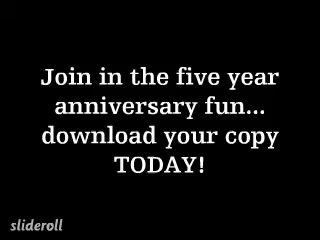 Join in the five year
anniversary fun...
download your copy
TODAY!
slideroll